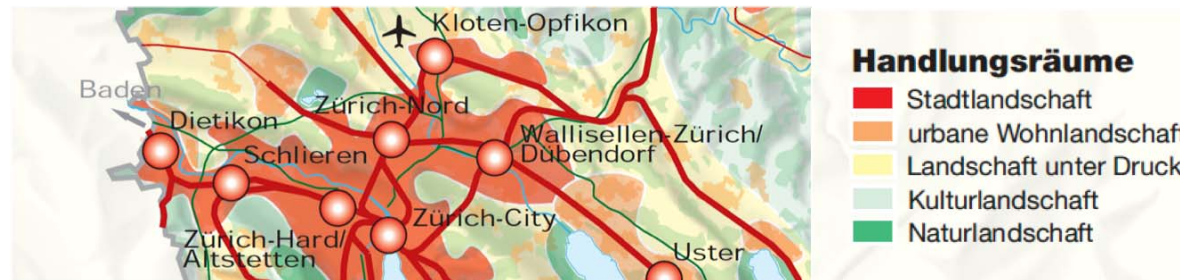 Kloten-Opfikon
Baden
Zürich-Nord
Dietikon
Wallisellen-Zürich/
Dübendorf
Schlieren
Zürich-City
Zürich-Hard/
Altstetten
Uster
Handlungsräume
Stadtlandschaft
urbane Wohnlandschaft
Landschaft unter Druck
Kulturlandschaft
Naturlandschaft